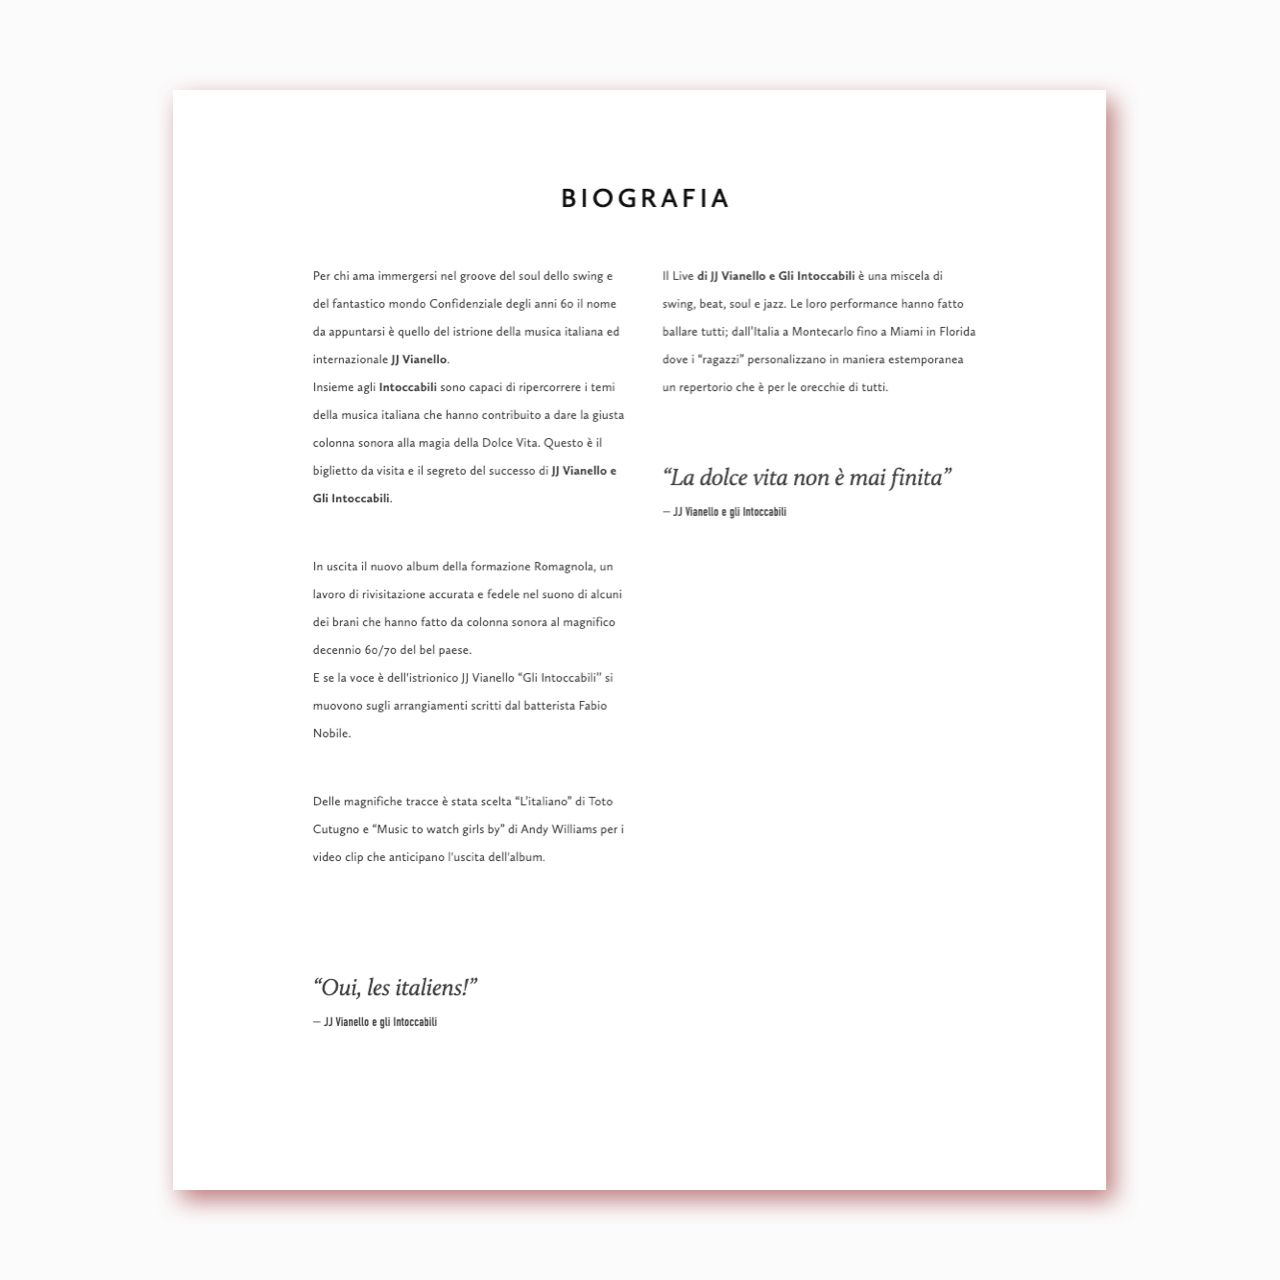 BIOGRAFIA
Per chi ama immergersi nel groove del soul dello swing e
del fantastico mondo Confidenziale degli anni 60 il nome
da appuntarsi è quello del istrione della musica italiana ed
internazionale JJ Vianello.
Insieme agli Intoccabili sono capaci di ripercorrere i temi
della musica italiana che hanno contribuito a dare la giusta
colonna sonora alla magia della Dolce Vita. Questo è il
biglietto da visita e il segreto del successo di JJ Vianello e
Gli Intoccabili.
In uscita il nuovo album della formazione Romagnola, un
lavoro di rivisitazione accurata e fedele nel suono di alcuni
dei brani che hanno fatto da colonna sonora al magnifico
decennio 60/70 del bel paese.
E se la voce è dell'istrionico JJ Vianello “Gli Intoccabili” si
muovono sugli arrangiamenti scritti dal batterista Fabio
Nobile.
Delle magnifiche tracce è stata scelta “L’italiano” di Toto
Cutugno e “Music to watch girls by” di Andy Williams per i
video clip che anticipano l'uscita dell'album.
“Oui, les italiens!”
— JJ Vianello e gli Intoccabili
Il Live di JJ Vianello e Gli Intoccabili è una miscela di
swing, beat, soul e jazz. Le loro performance hanno fatto
ballare tutti; dall’Italia a Montecarlo fino a Miami in Florida
dove i “ragazzi” personalizzano in maniera estemporanea
un repertorio che è per le orecchie di tutti.
“La dolce vita non è mai finita”
— JJ Vianello e gli Intoccabili